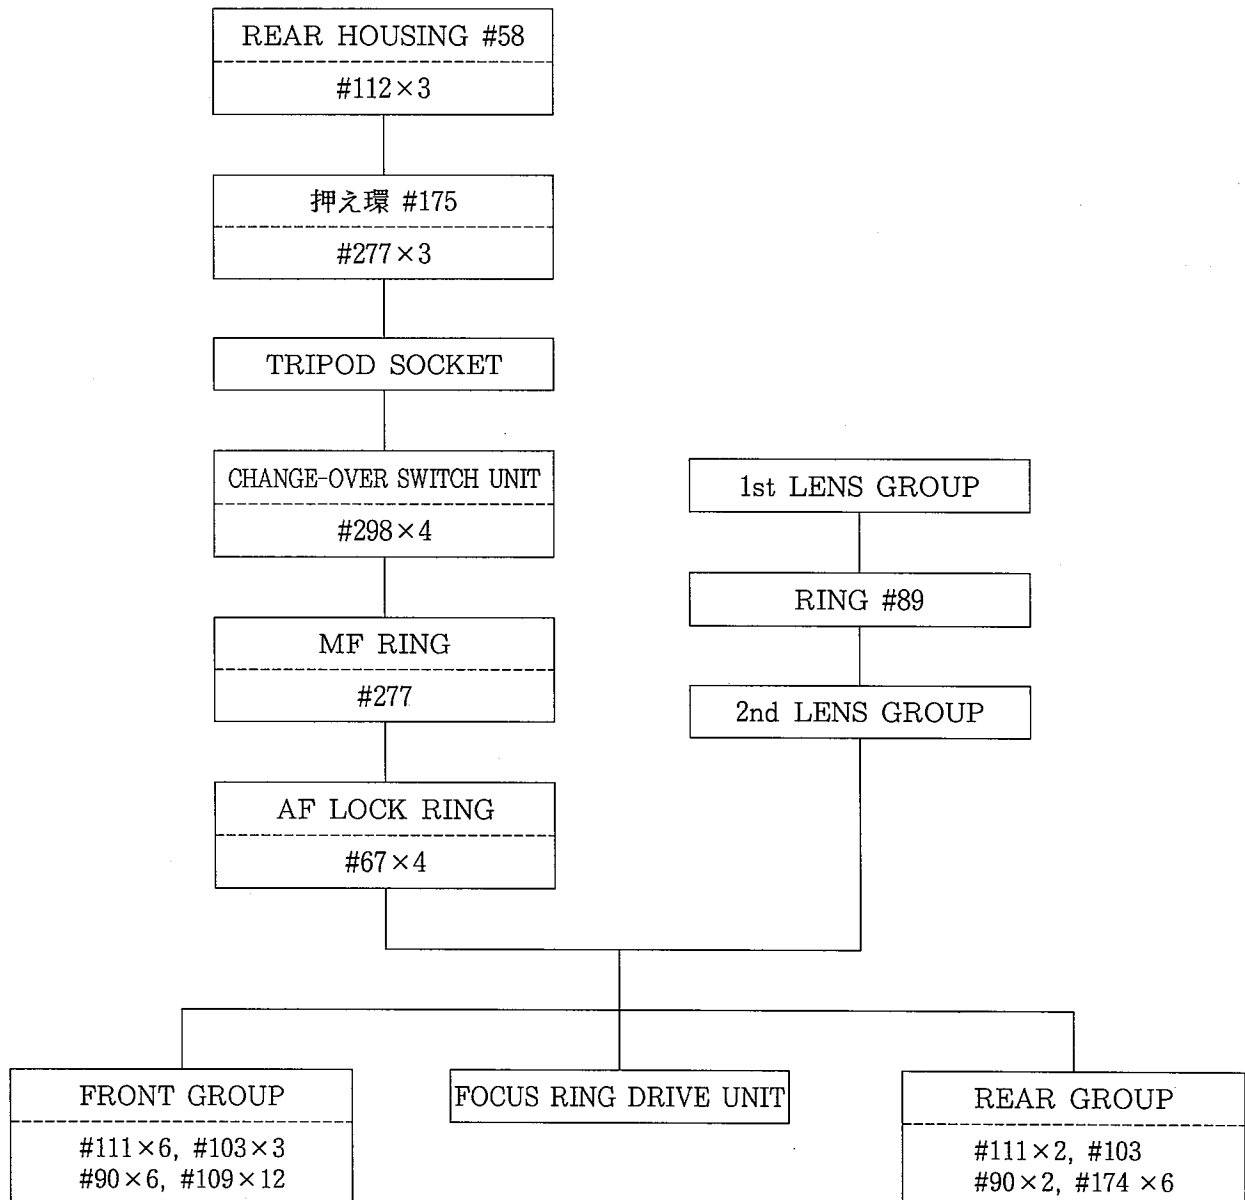 REAR HOUSING #58
#112×3
押え環 #175
#277×3
TRIPOD SOCKET
CHANGE-OVER SWITCH UNIT
#298×4
MF RING
#277
AF LOCK RING
#67×4
1st LENS GROUP
RING #89
2nd LENS GROUP
FRONT GROUP
#111×6, #103×3
#90×6, #109×12
FOCUS RING DRIVE UNIT
REAR GROUP
#111×2, #103
#90×2, #174×6